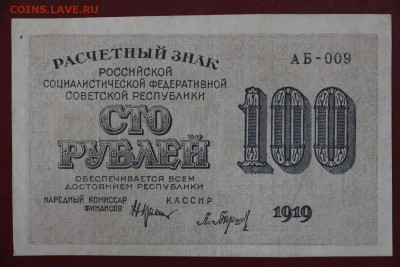 COINS.LAVE.RU
РАСЧЕТНЫЙ ЗНАК
РОССИЙСКОЙ
СОЦИАЛИСТИЧЕСКОЙ ФЕДЕРАТИВНОЙ
СОВЕТСКОЙ РЕСПУБЛИКИ
АБ-009
СТО
РУБЛЕЙ
100
ОБЕСПЕЧИВАЕТСЯ ВСЕМ
ДОСТОЯНИЕМ РЕСПУБЛИКИ
НАРОДНЫЙ КОМИССАР
ФИНАНСОВ
КАССИР
1919